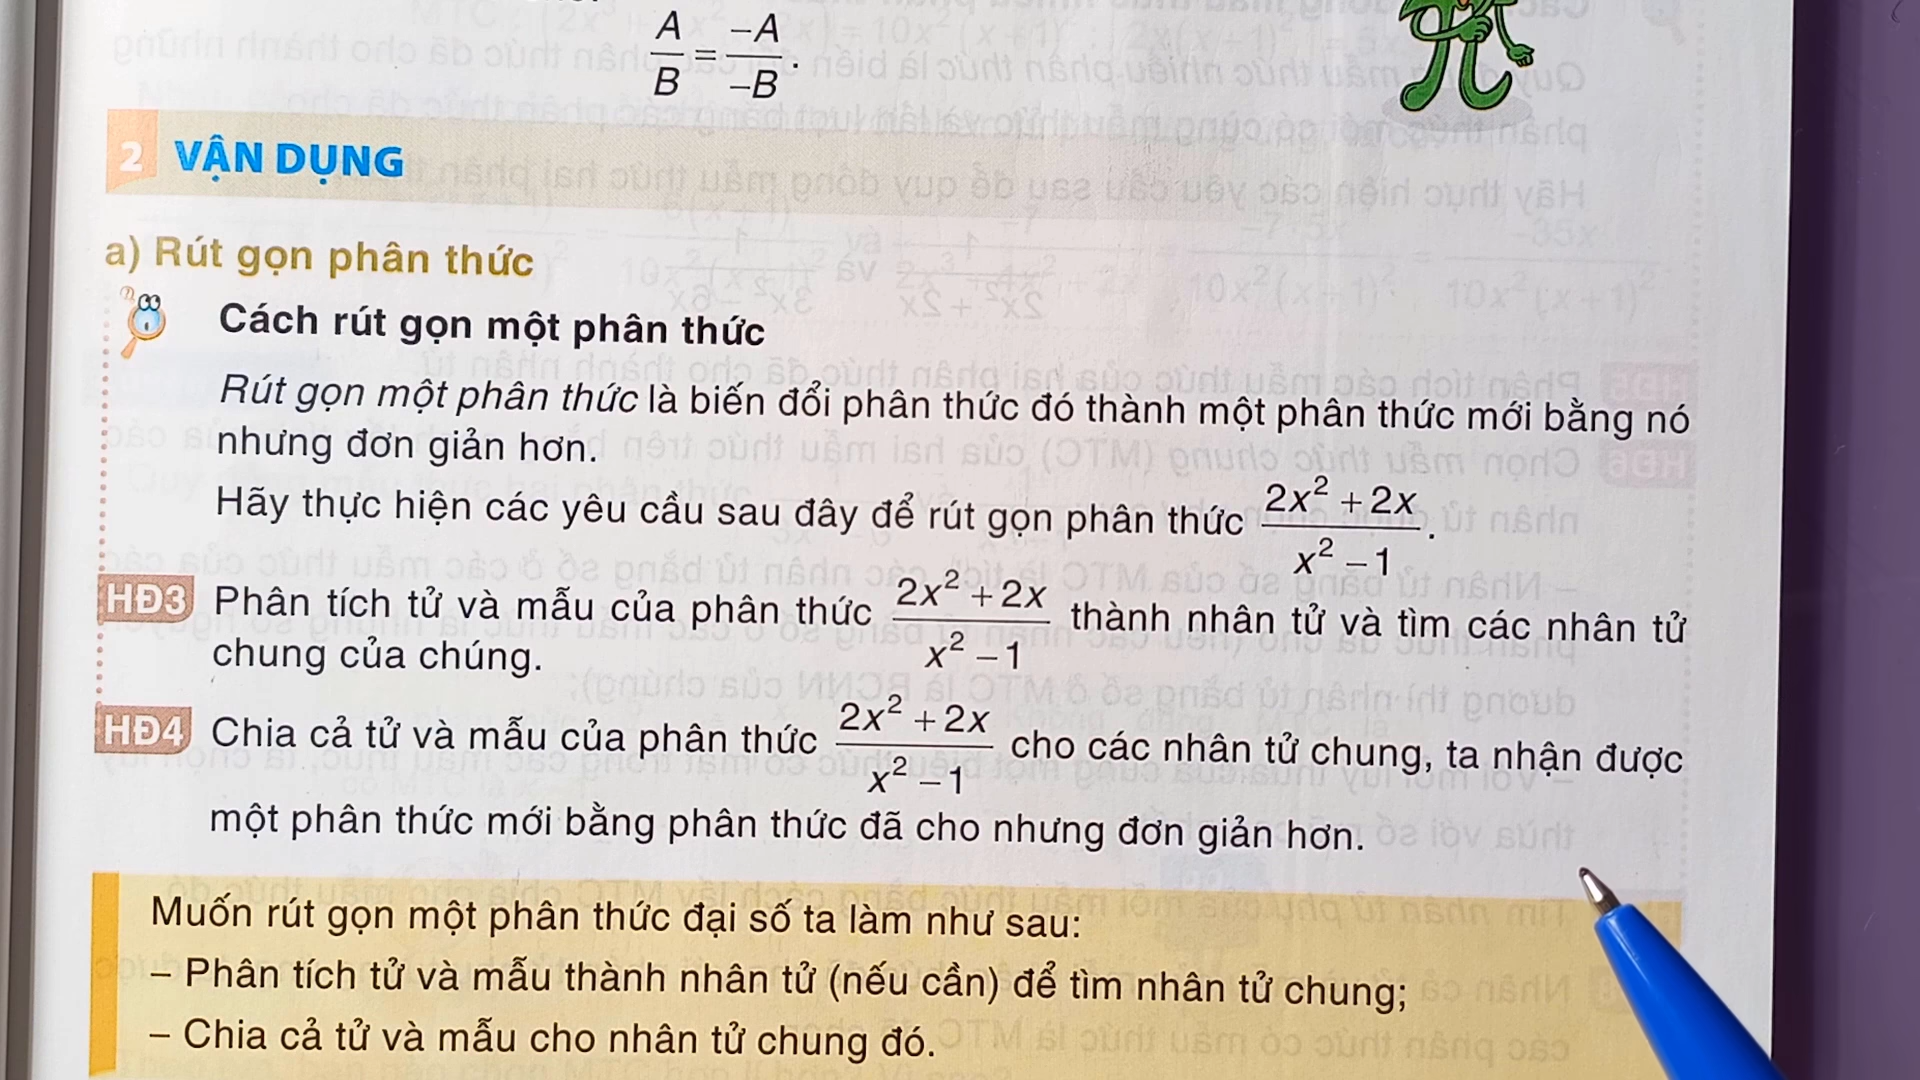 A/B = −A/−B.
2 VẬN DỤNG
a) Rút gọn phân thức
Cách rút gọn một phân thức
Rút gọn một phân thức là biến đổi phân thức đó thành một phân thức mới bằng nó
nhưng đơn giản hơn.
Hãy thực hiện các yêu cầu sau đây để rút gọn phân thức (2x² + 2x)/(x² − 1).
HĐ3 Phân tích tử và mẫu của phân thức (2x² + 2x)/(x² − 1) thành nhân tử và tìm các nhân tử
chung của chúng.
HĐ4 Chia cả tử và mẫu của phân thức (2x² + 2x)/(x² − 1) cho các nhân tử chung, ta nhận được
một phân thức mới bằng phân thức đã cho nhưng đơn giản hơn.
Muốn rút gọn một phân thức đại số ta làm như sau:
– Phân tích tử và mẫu thành nhân tử (nếu cần) để tìm nhân tử chung;
– Chia cả tử và mẫu cho nhân tử chung đó.